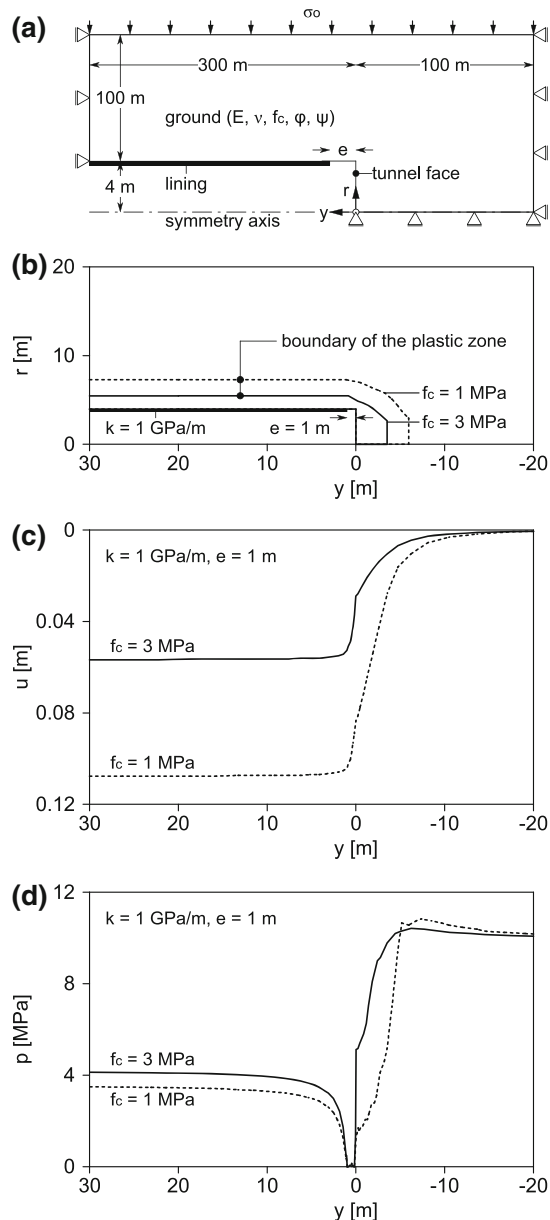 (a)
σo
300 m
100 m
100 m
ground (E, ν, fc, φ, ψ)
e
4 m
lining
tunnel face
r
y
symmetry axis
(b)
20
r [m]
10
0
boundary of the plastic zone
fc = 1 MPa
fc = 3 MPa
k = 1 GPa/m
e = 1 m
30
20
10
0
-10
-20
y [m]
(c)
0
k = 1 GPa/m, e = 1 m
0.04
fc = 3 MPa
u [m]
0.08
fc = 1 MPa
0.12
30
20
10
0
-10
-20
y [m]
(d)
12
k = 1 GPa/m, e = 1 m
8
p [MPa]
fc = 3 MPa
4
fc = 1 MPa
0
30
20
10
0
-10
-20
y [m]